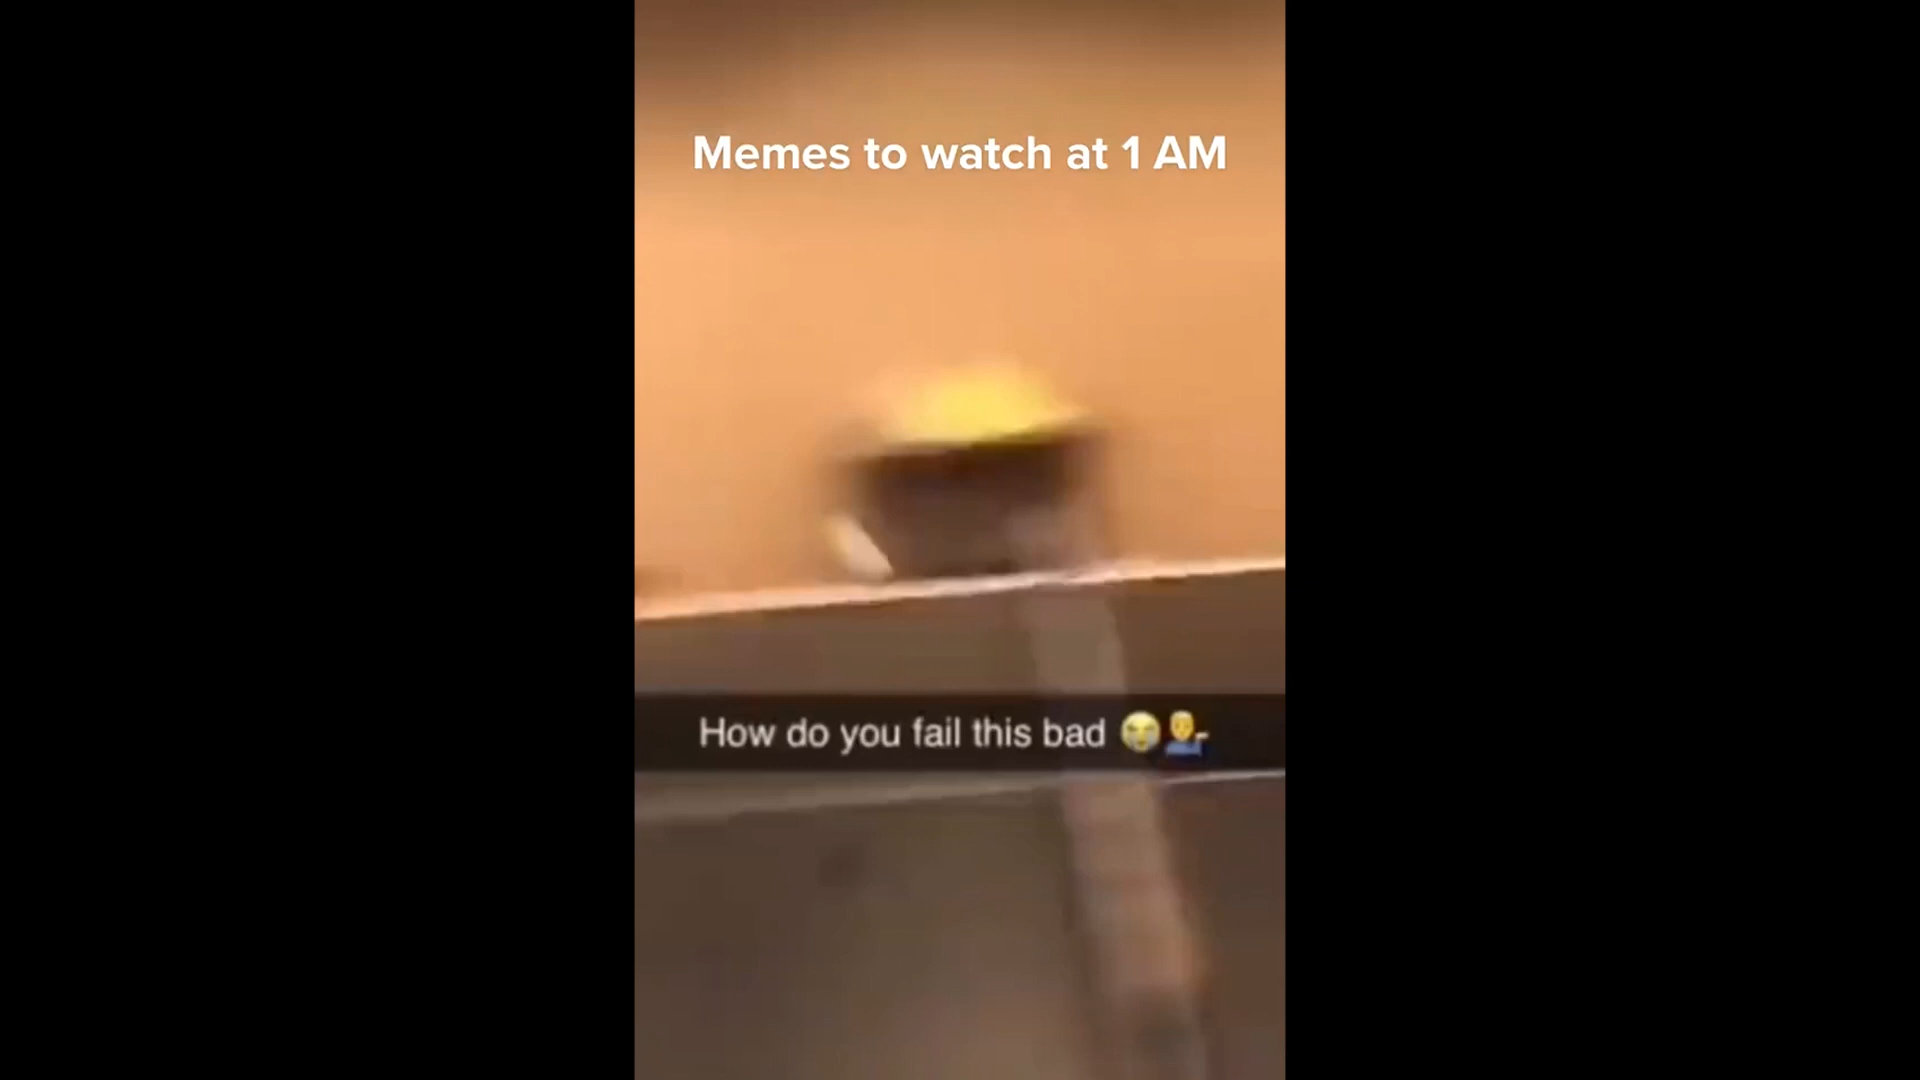 Memes to watch at 1 AM
How do you fail this bad 😭💁‍♂️